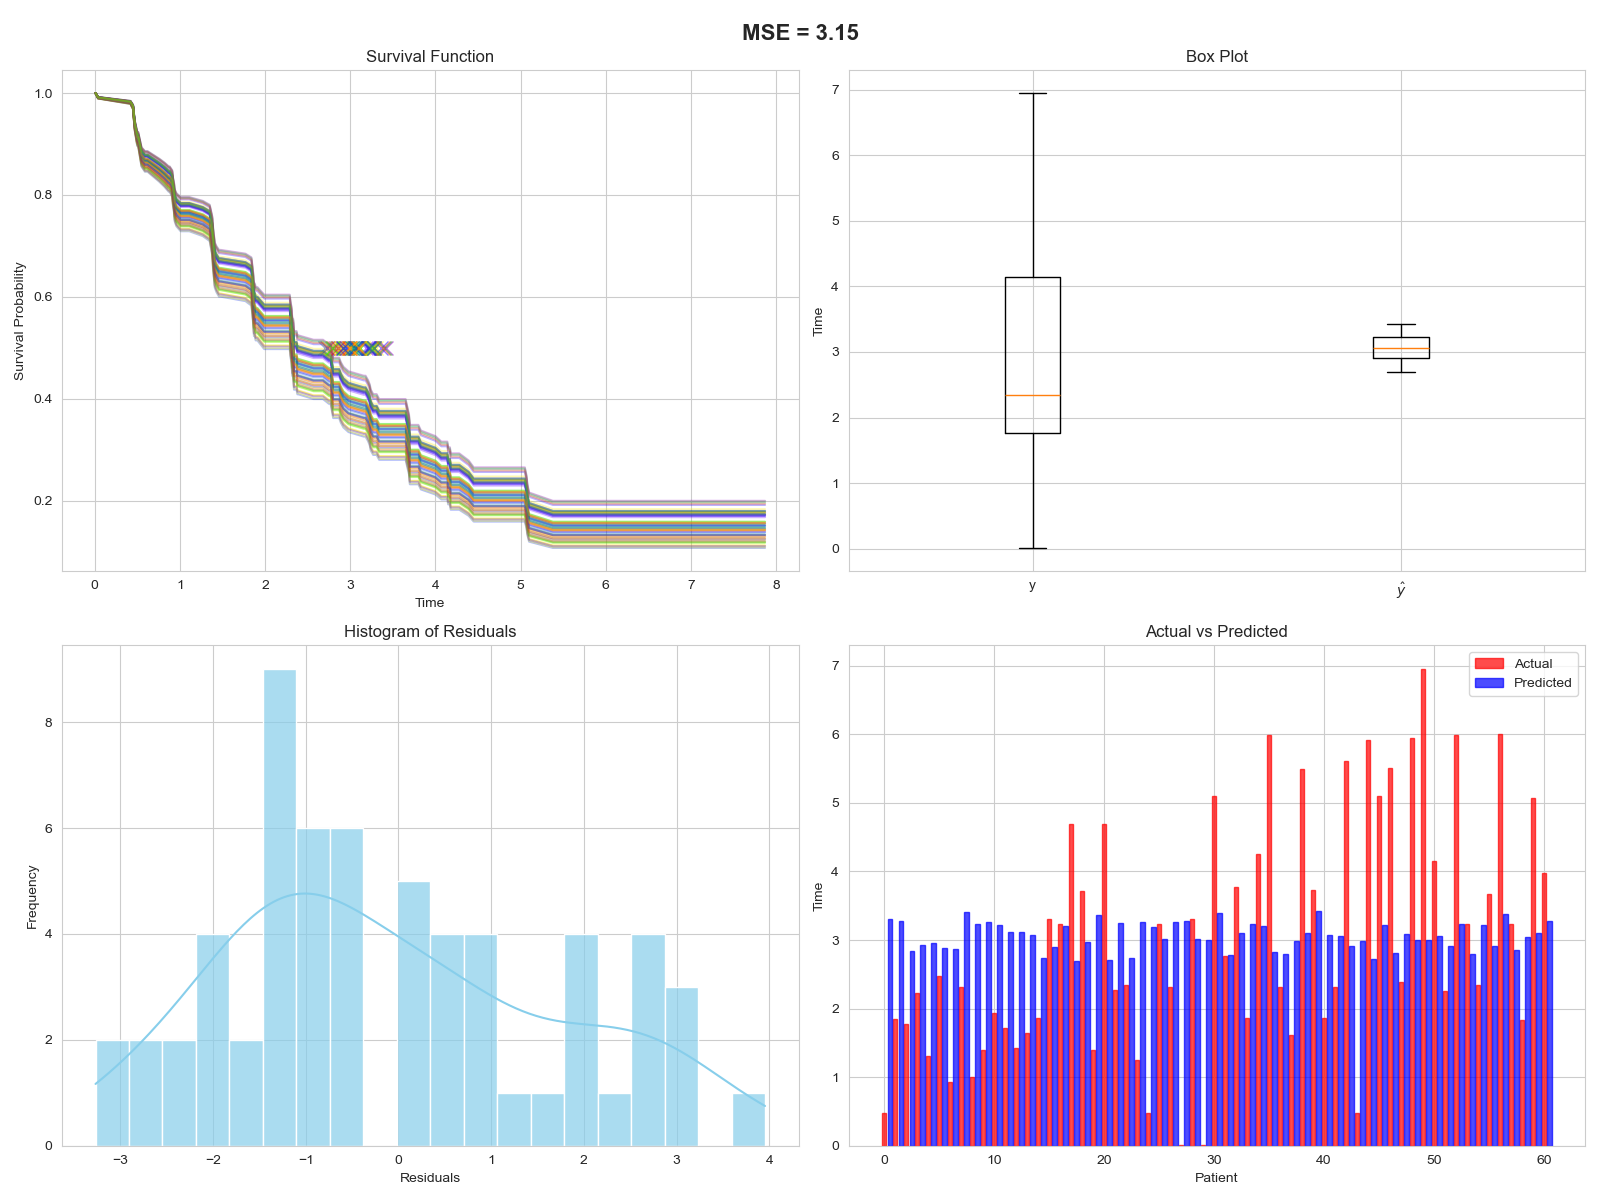 MSE = 3.15
Survival Function
Survival Probability
1.0
0.8
0.6
0.4
0.2
0 1 2 3 4 5 6 7 8
Time
Box Plot
Time
7
6
5
4
3
2
1
0
y ŷ
Histogram of Residuals
Frequency
8
6
4
2
0
−3 −2 −1 0 1 2 3 4
Residuals
Actual vs Predicted
Time
7
6
5
4
3
2
1
0
Actual
Predicted
0 10 20 30 40 50 60
Patient